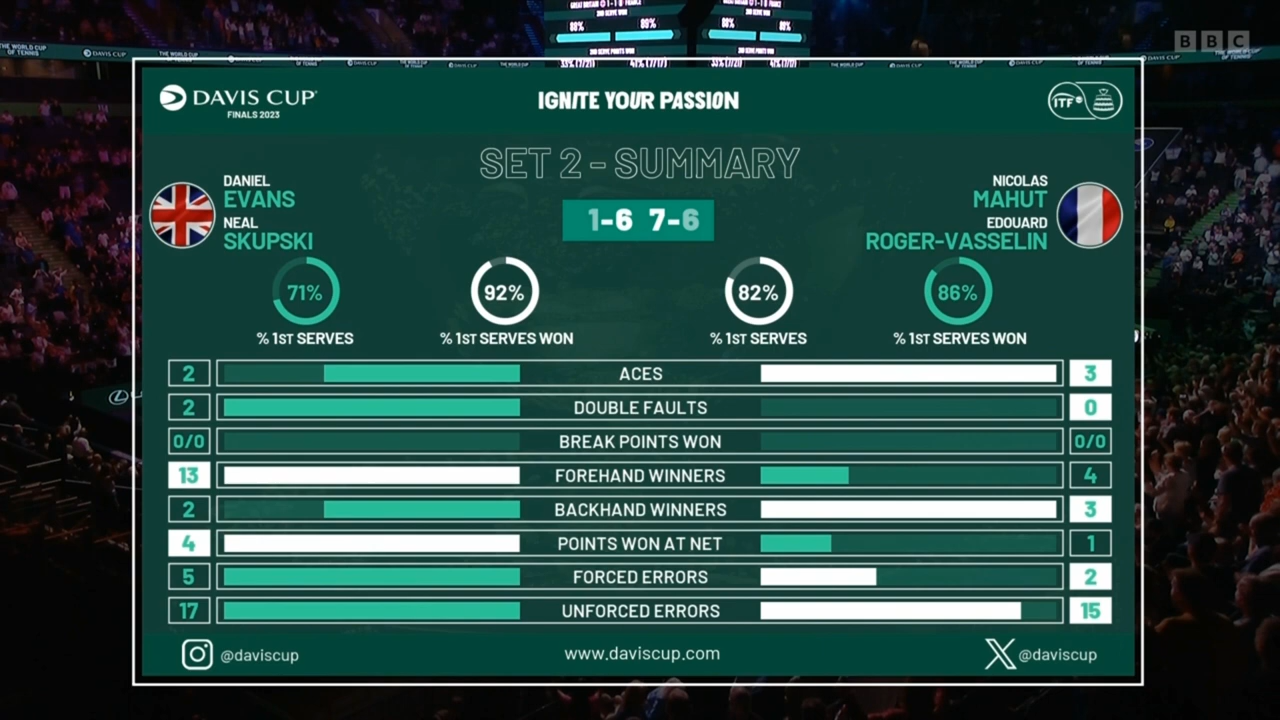 BBC
DAVIS CUP
FINALS 2023
IGNITE YOUR PASSION
ITF
SET 2 - SUMMARY
DANIEL
EVANS
NEAL
SKUPSKI
1-6 7-6
NICOLAS
MAHUT
EDOUARD
ROGER-VASSELIN
71%
92%
82%
86%
% 1ST SERVES
% 1ST SERVES WON
% 1ST SERVES
% 1ST SERVES WON
2 ACES 3
2 DOUBLE FAULTS 0
0/0 BREAK POINTS WON 0/0
13 FOREHAND WINNERS 4
2 BACKHAND WINNERS 3
4 POINTS WON AT NET 1
5 FORCED ERRORS 2
17 UNFORCED ERRORS 15
@daviscup
www.daviscup.com
@daviscup